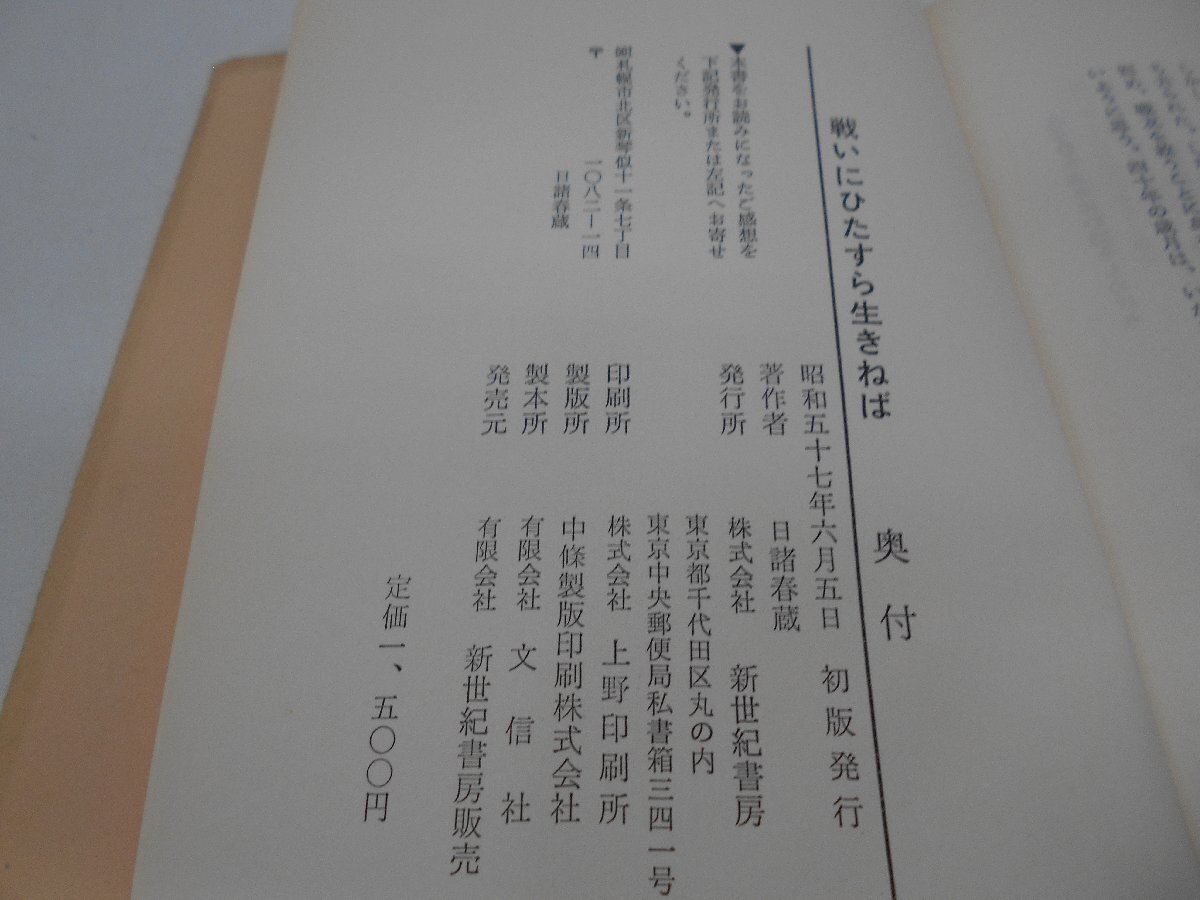 戦いにひたすら生きねば　奥付
昭和五十七年六月五日　初版発行
著作者　日諸春蔵
発行所　株式会社　新世紀書房
東京都千代田区丸の内
東京中央郵便局私書箱三四一号
印刷所　株式会社　上野印刷所
製版所　中條製版印刷株式会社
製本所　有限会社　文信社
発売元　有限会社　新世紀書房販売
定価一、五〇〇円
▼本書をお読みになったご感想を
下記発行所または左記へお寄せ
ください。
札幌市北区新琴似十一条七丁目
一〇八二―一四
日諸春蔵
〒